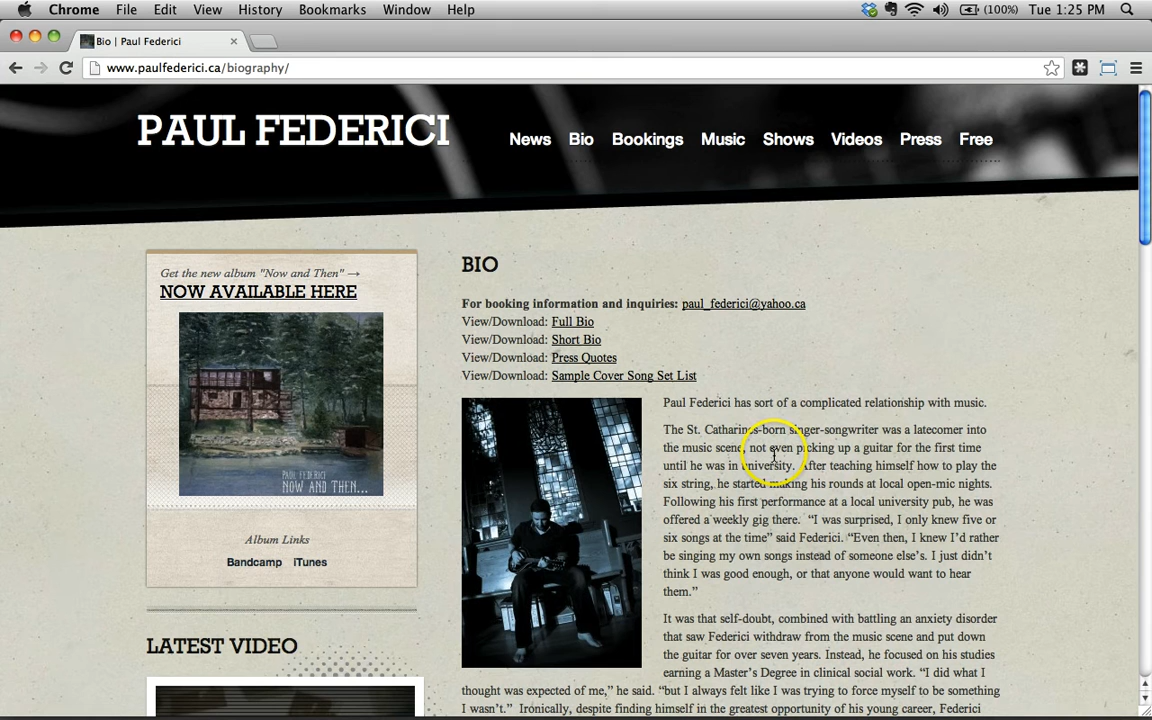 Chrome File Edit View History Bookmarks Window Help (100%) Tue 1:25 PM
Bio | Paul Federici
www.paulfederici.ca/biography/
PAUL FEDERICI
News Bio Bookings Music Shows Videos Press Free
Get the new album "Now and Then" →
NOW AVAILABLE HERE
PAUL FEDERICI
NOW AND THEN...
Album Links
Bandcamp iTunes
LATEST VIDEO
BIO
For booking information and inquiries: paul_federici@yahoo.ca
View/Download: Full Bio
View/Download: Short Bio
View/Download: Press Quotes
View/Download: Sample Cover Song Set List
Paul Federici has sort of a complicated relationship with music.
The St. Catharines-born singer-songwriter was a latecomer into
the music scene, not even picking up a guitar for the first time
until he was in university. After teaching himself how to play the
six string, he started making his rounds at local open-mic nights.
Following his first performance at a local university pub, he was
offered a weekly gig there. “I was surprised, I only knew five or
six songs at the time” said Federici. “Even then, I knew I’d rather
be singing my own songs instead of someone else’s. I just didn’t
think I was good enough, or that anyone would want to hear
them.”
It was that self-doubt, combined with battling an anxiety disorder
that saw Federici withdraw from the music scene and put down
the guitar for over seven years. Instead, he focused on his studies
earning a Master’s Degree in clinical social work. “I did what I
thought was expected of me,” he said. “but I always felt like I was trying to force myself to be something
I wasn’t.” Ironically, despite finding himself in the greatest opportunity of his young career, Federici